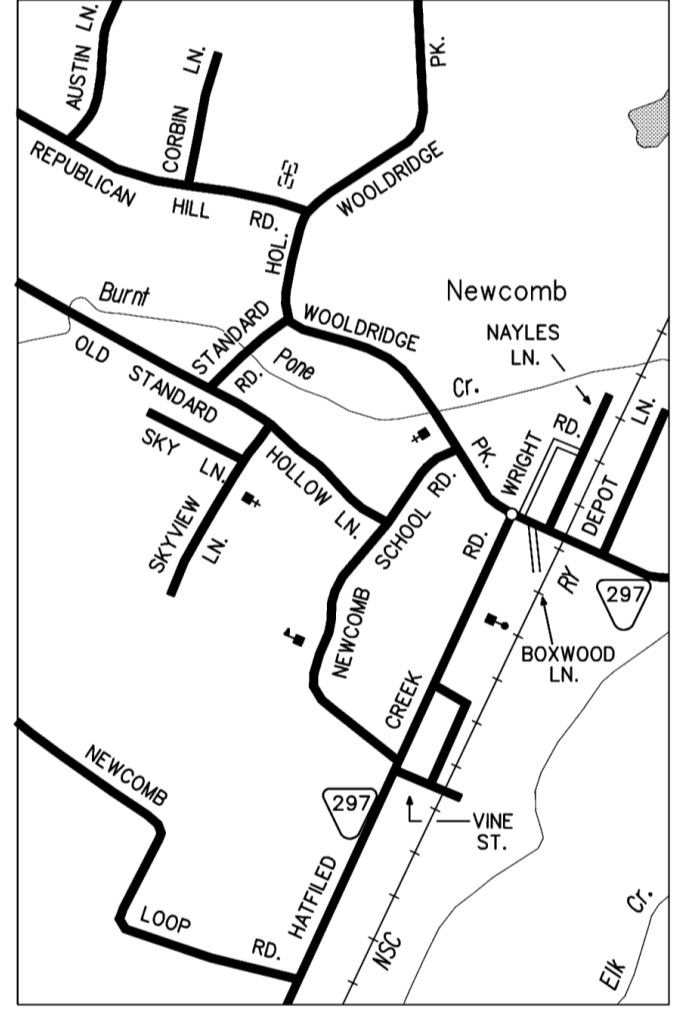 AUSTIN LN.
CORBIN LN.
PK.
REPUBLICAN HILL RD.
WOOLDRIDGE
HOL.
Burnt
Newcomb
STANDARD RD.
WOOLDRIDGE
NAYLES
LN.
OLD STANDARD
Pone
Cr.
SKY LN.
HOLLOW LN.
PK.
WRIGHT RD.
LN.
DEPOT
SCHOOL RD.
SKYVIEW LN.
RD.
RY
297
NEWCOMB
BOXWOOD
LN.
CREEK
NEWCOMB
297
VINE
ST.
LOOP RD.
HATFILED
NSC
Elk Cr.